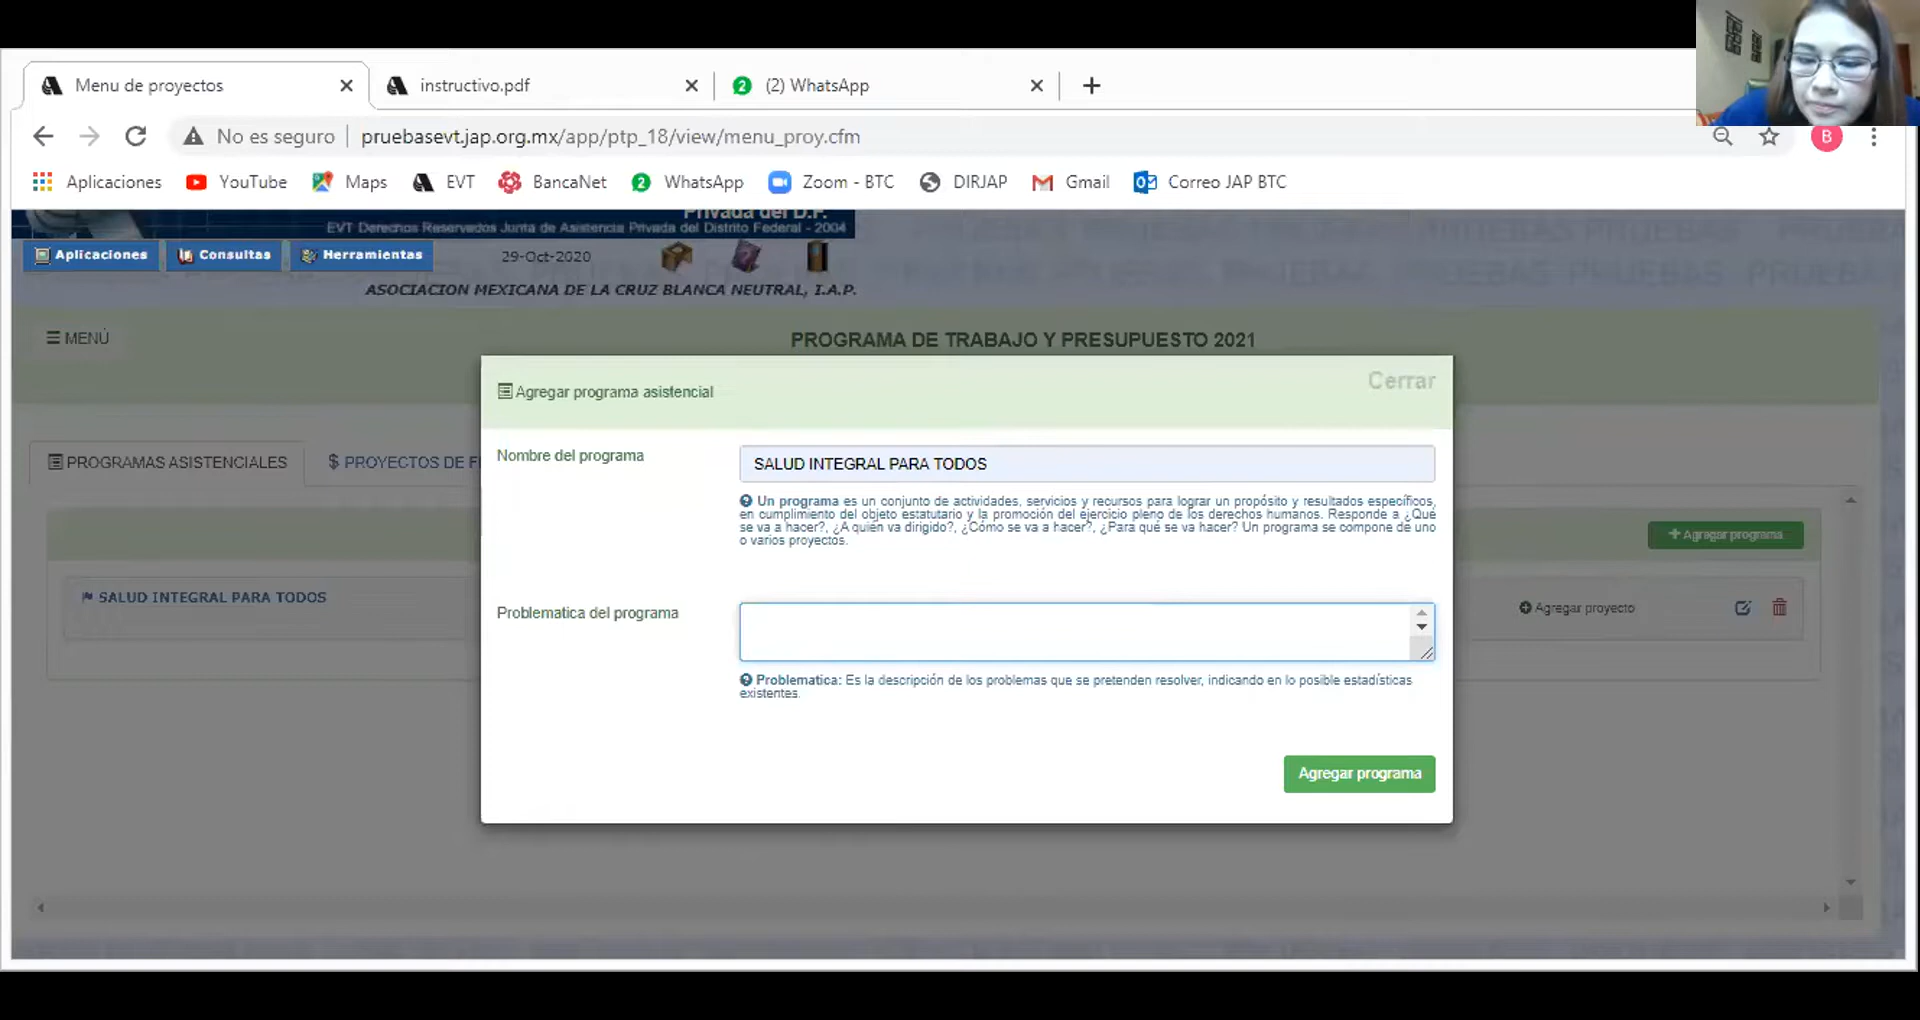 Menu de proyectos
instructivo.pdf
(2) WhatsApp
No es seguro
pruebasevt.jap.org.mx/app/ptp_18/view/menu_proy.cfm
B
Aplicaciones
YouTube
Maps
EVT
BancaNet
2 WhatsApp
Zoom - BTC
DIRJAP
Gmail
Correo JAP BTC
Privada del D.F.
EVT Derechos Reservados Junta de Asistencia Privada del Distrito Federal - 2004
Aplicaciones
Consultas
Herramientas
29-Oct-2020
ASOCIACION MEXICANA DE LA CRUZ BLANCA NEUTRAL, I.A.P.
MENÚ
PROGRAMA DE TRABAJO Y PRESUPUESTO 2021
Agregar programa asistencial
Cerrar
PROGRAMAS ASISTENCIALES
$ PROYECTOS DE
Nombre del programa
SALUD INTEGRAL PARA TODOS
Un programa es un conjunto de actividades, servicios y recursos para lograr un propósito y resultados específicos,
en cumplimiento del objeto estatutario y la promoción del ejercicio pleno de los derechos humanos. Responde a ¿Qué
se va a hacer?, ¿A quién va dirigido?, ¿Cómo se va a hacer?, ¿Para qué se va hacer? Un programa se compone de uno
o varios proyectos.
Agregar programa
SALUD INTEGRAL PARA TODOS
Agregar proyecto
Problematica del programa
Problematica: Es la descripción de los problemas que se pretenden resolver, indicando en lo posible estadísticas
existentes.
Agregar programa